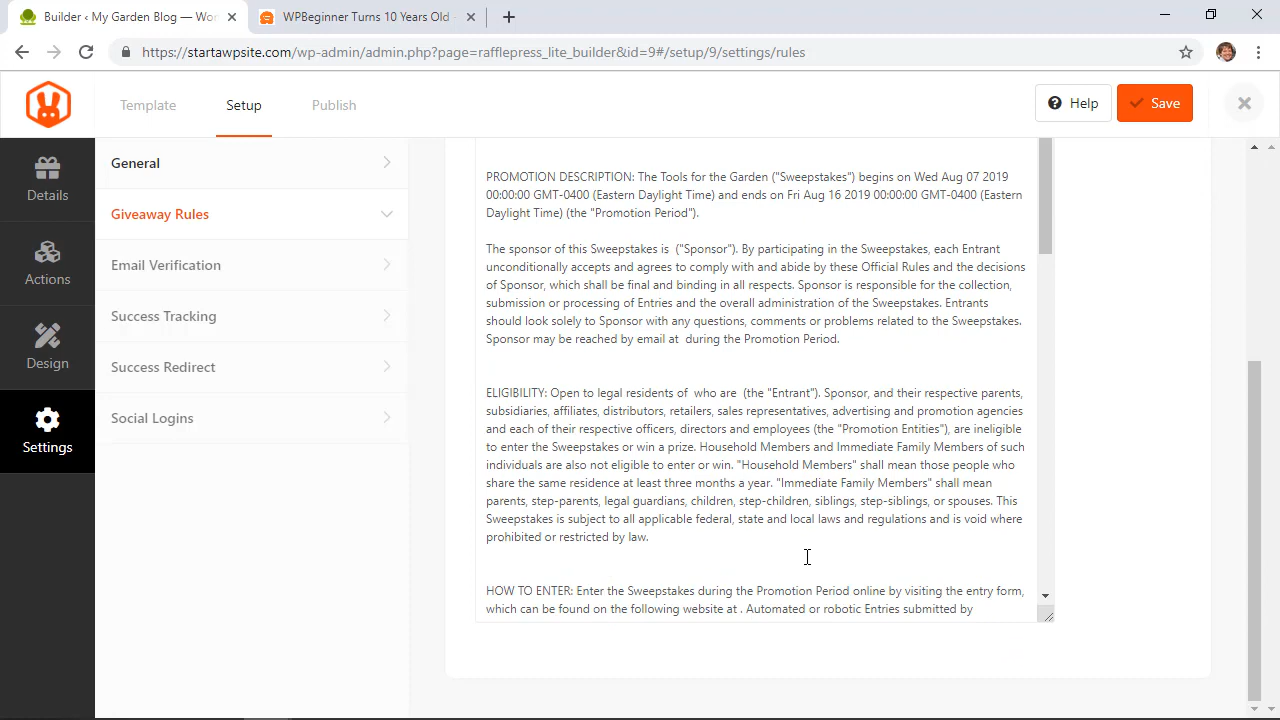 Builder ‹ My Garden Blog — Wor
WPBeginner Turns 10 Years Old
https://startawpsite.com/wp-admin/admin.php?page=rafflepress_lite_builder&id=9#/setup/9/settings/rules
Template
Setup
Publish
Help
Save
Details
Actions
Design
Settings
General
Giveaway Rules
Email Verification
Success Tracking
Success Redirect
Social Logins
PROMOTION DESCRIPTION: The Tools for the Garden ("Sweepstakes") begins on Wed Aug 07 2019
00:00:00 GMT-0400 (Eastern Daylight Time) and ends on Fri Aug 16 2019 00:00:00 GMT-0400 (Eastern
Daylight Time) (the "Promotion Period").
The sponsor of this Sweepstakes is  ("Sponsor"). By participating in the Sweepstakes, each Entrant
unconditionally accepts and agrees to comply with and abide by these Official Rules and the decisions
of Sponsor, which shall be final and binding in all respects. Sponsor is responsible for the collection,
submission or processing of Entries and the overall administration of the Sweepstakes. Entrants
should look solely to Sponsor with any questions, comments or problems related to the Sweepstakes.
Sponsor may be reached by email at  during the Promotion Period.
ELIGIBILITY: Open to legal residents of  who are  (the "Entrant"). Sponsor, and their respective parents,
subsidiaries, affiliates, distributors, retailers, sales representatives, advertising and promotion agencies
and each of their respective officers, directors and employees (the "Promotion Entities"), are ineligible
to enter the Sweepstakes or win a prize. Household Members and Immediate Family Members of such
individuals are also not eligible to enter or win. "Household Members" shall mean those people who
share the same residence at least three months a year. "Immediate Family Members" shall mean
parents, step-parents, legal guardians, children, step-children, siblings, step-siblings, or spouses. This
Sweepstakes is subject to all applicable federal, state and local laws and regulations and is void where
prohibited or restricted by law.
HOW TO ENTER: Enter the Sweepstakes during the Promotion Period online by visiting the entry form,
which can be found on the following website at . Automated or robotic Entries submitted by